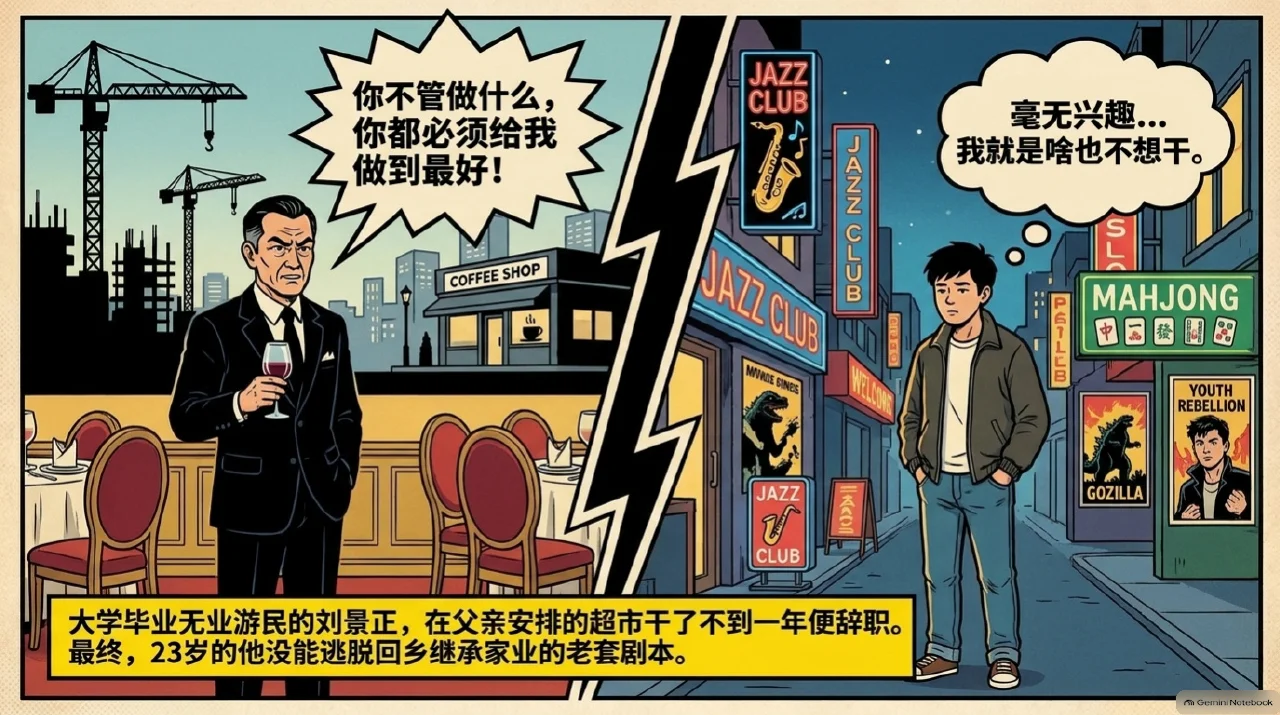 你不管做什么，
你都必须给我
做到最好！
COFFEE SHOP
JAZZ
CLUB
JAZZ CLUB
JAZZ CLUB
WELCOME
JAZZ
CLUB
毫无兴趣...
我就是啥也不想干。
SLO
MAHJONG
中 發
GOZILLA
YOUTH
REBELLION
大学毕业无业游民的刘景正，在父亲安排的超市干了不到一年便辞职。
最终，23岁的他没能逃脱回乡继承家业的老套剧本。
Gemini Notebook